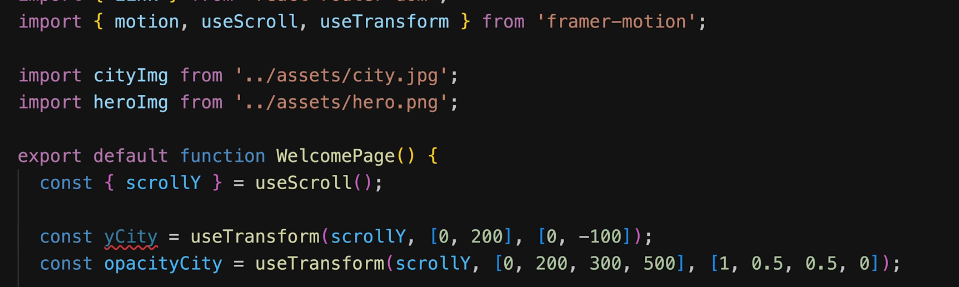 import { motion, useScroll, useTransform } from 'framer-motion';
import cityImg from '../assets/city.jpg';
import heroImg from '../assets/hero.png';
export default function WelcomePage() {
const { scrollY } = useScroll();
const yCity = useTransform(scrollY, [0, 200], [0, -100]);
const opacityCity = useTransform(scrollY, [0, 200, 300, 500], [1, 0.5, 0.5, 0]);